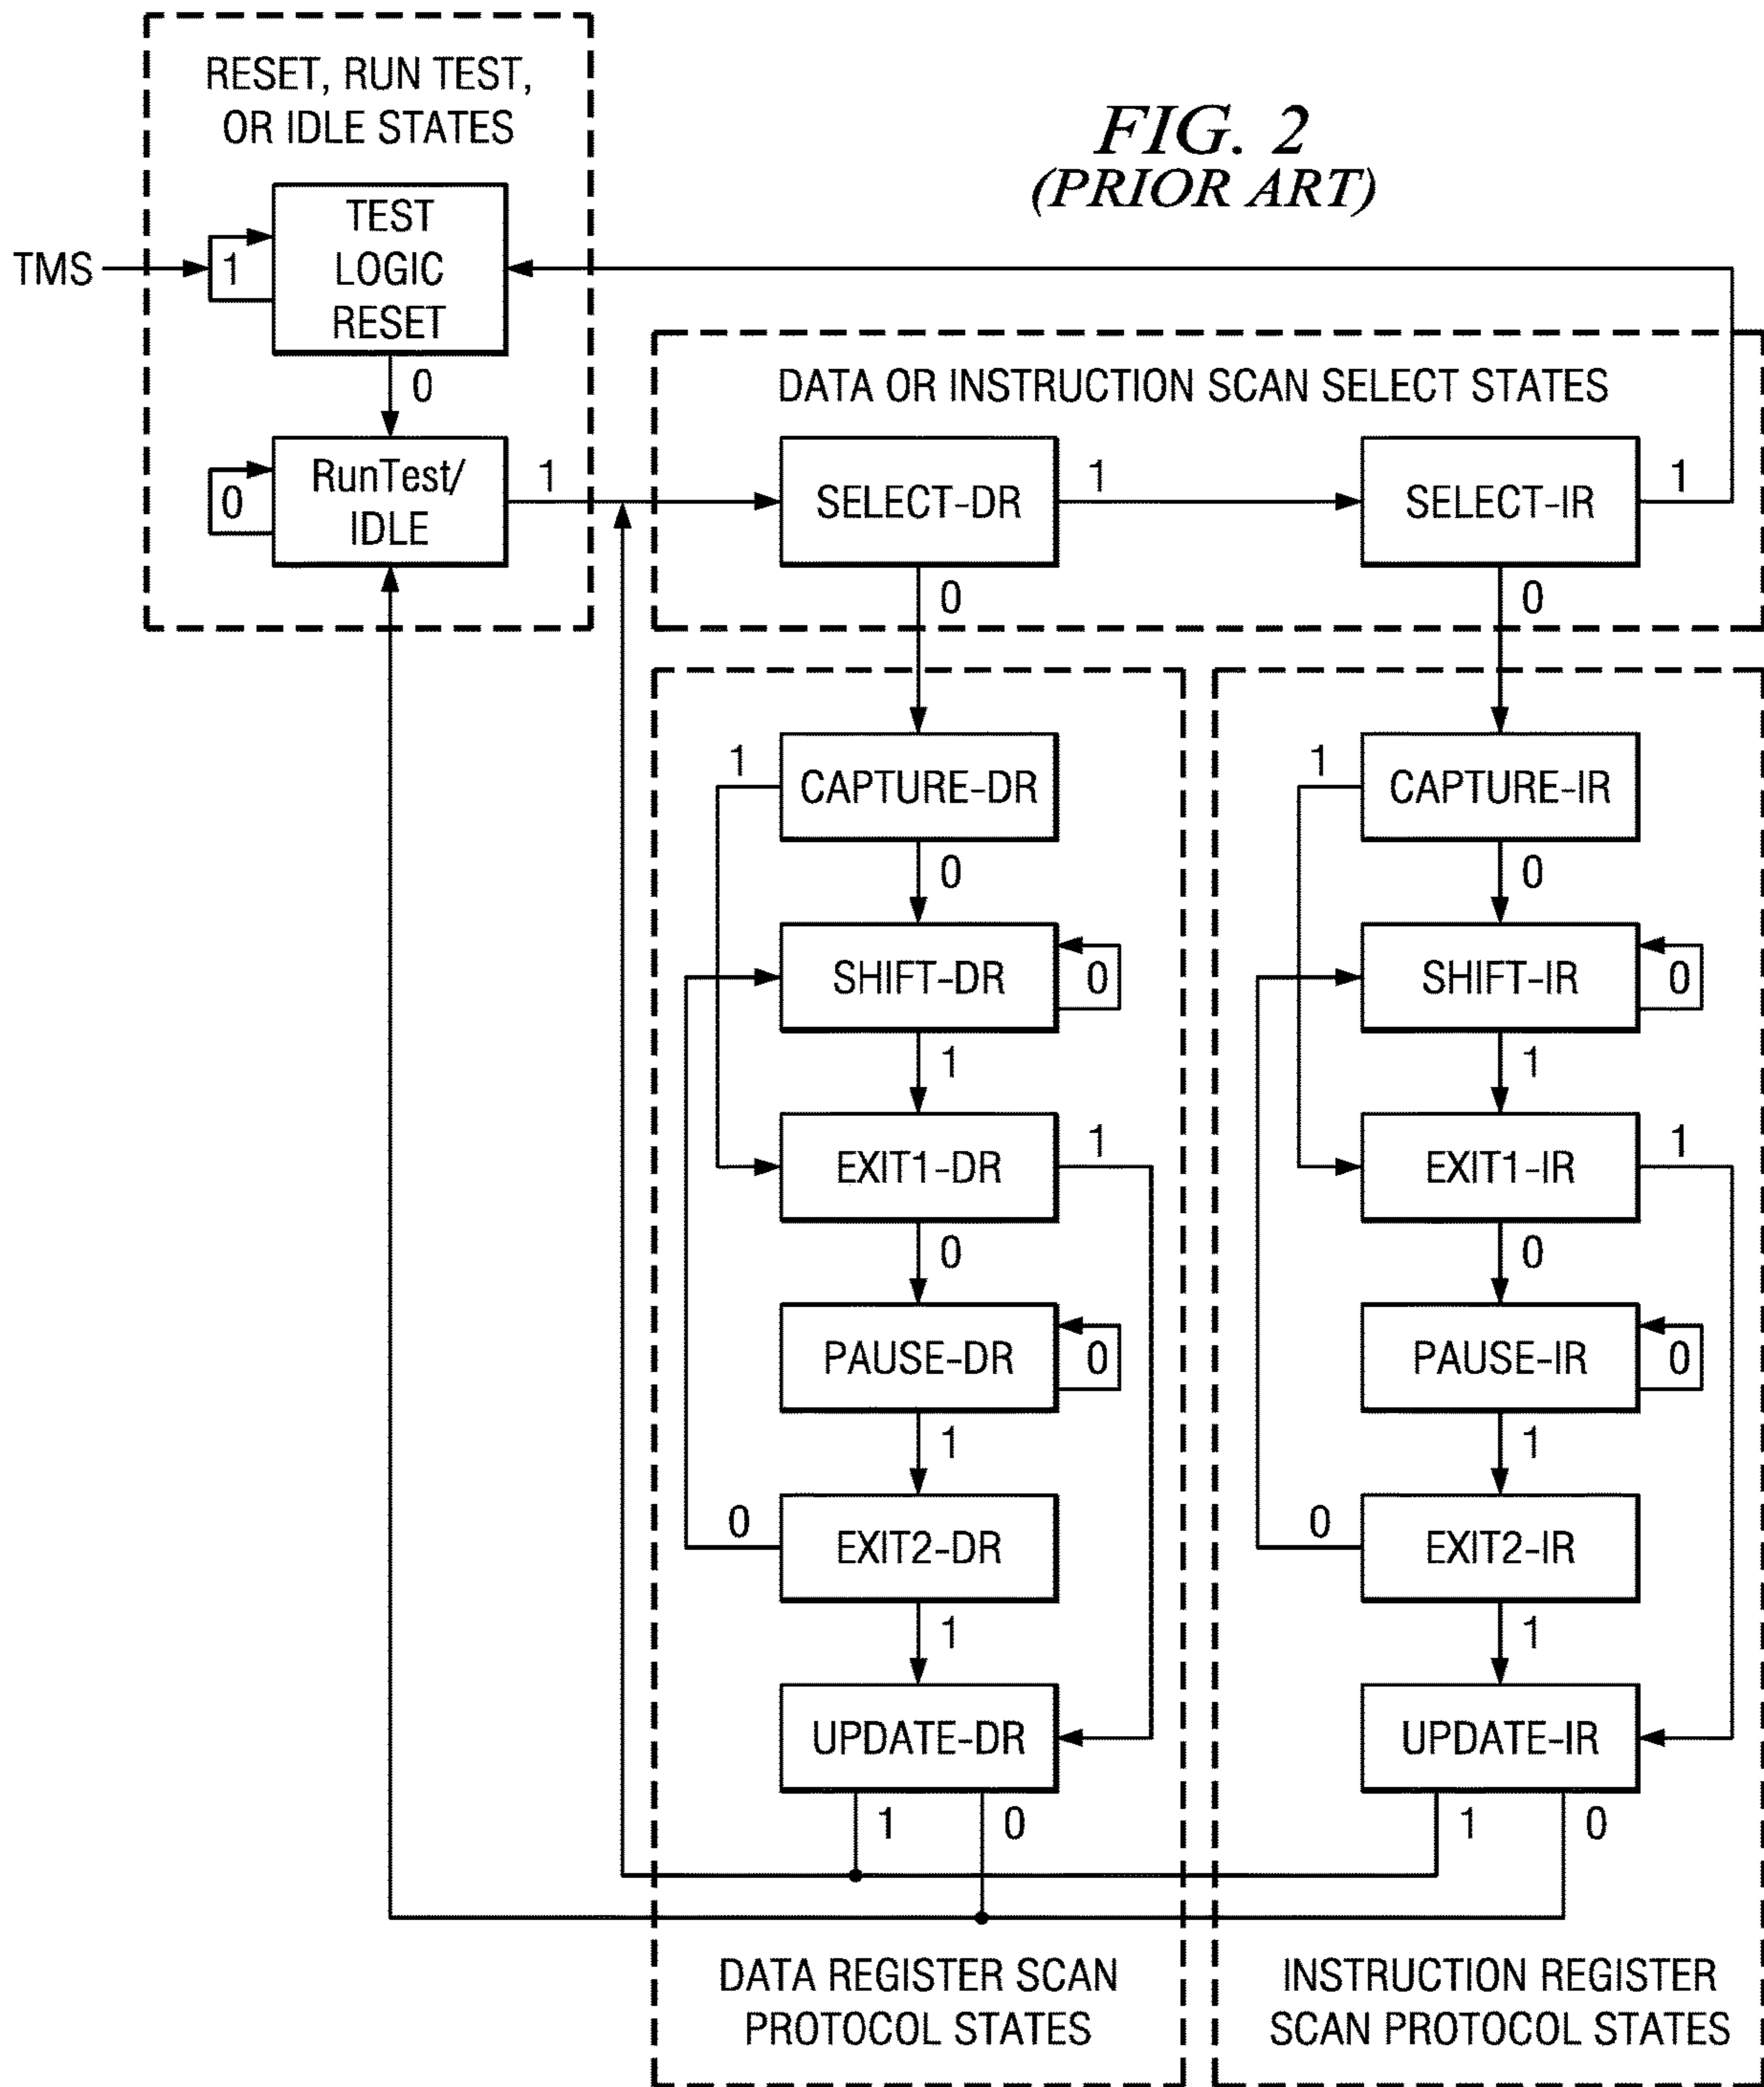 RESET, RUN TEST,
OR IDLE STATES
FIG. 2
(PRIOR ART)
TEST
LOGIC
RESET
TMS
1
0
DATA OR INSTRUCTION SCAN SELECT STATES
RunTest/
IDLE
0
1
SELECT-DR
1
SELECT-IR
1
0
0
1
CAPTURE-DR
0
SHIFT-DR
0
1
EXIT1-DR
1
0
PAUSE-DR
0
1
0
EXIT2-DR
1
UPDATE-DR
1
0
DATA REGISTER SCAN
PROTOCOL STATES
1
CAPTURE-IR
0
SHIFT-IR
0
1
EXIT1-IR
1
0
PAUSE-IR
0
1
0
EXIT2-IR
1
UPDATE-IR
1
0
INSTRUCTION REGISTER
SCAN PROTOCOL STATES